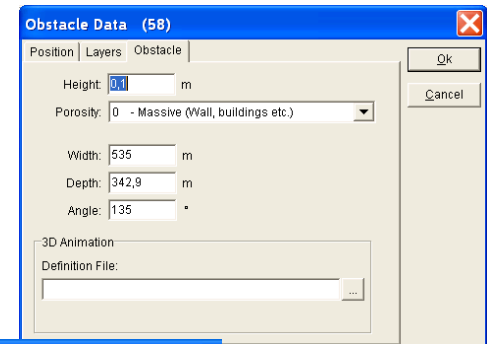 Obstacle Data (58)
Position Layers Obstacle
Ok
Cancel
Height: 0,1 m
Porosity: 0 - Massive (Wall, buildings etc.)
Width: 535 m
Depth: 342,9 m
Angle: 135 °
3D Animation
Definition File:
...